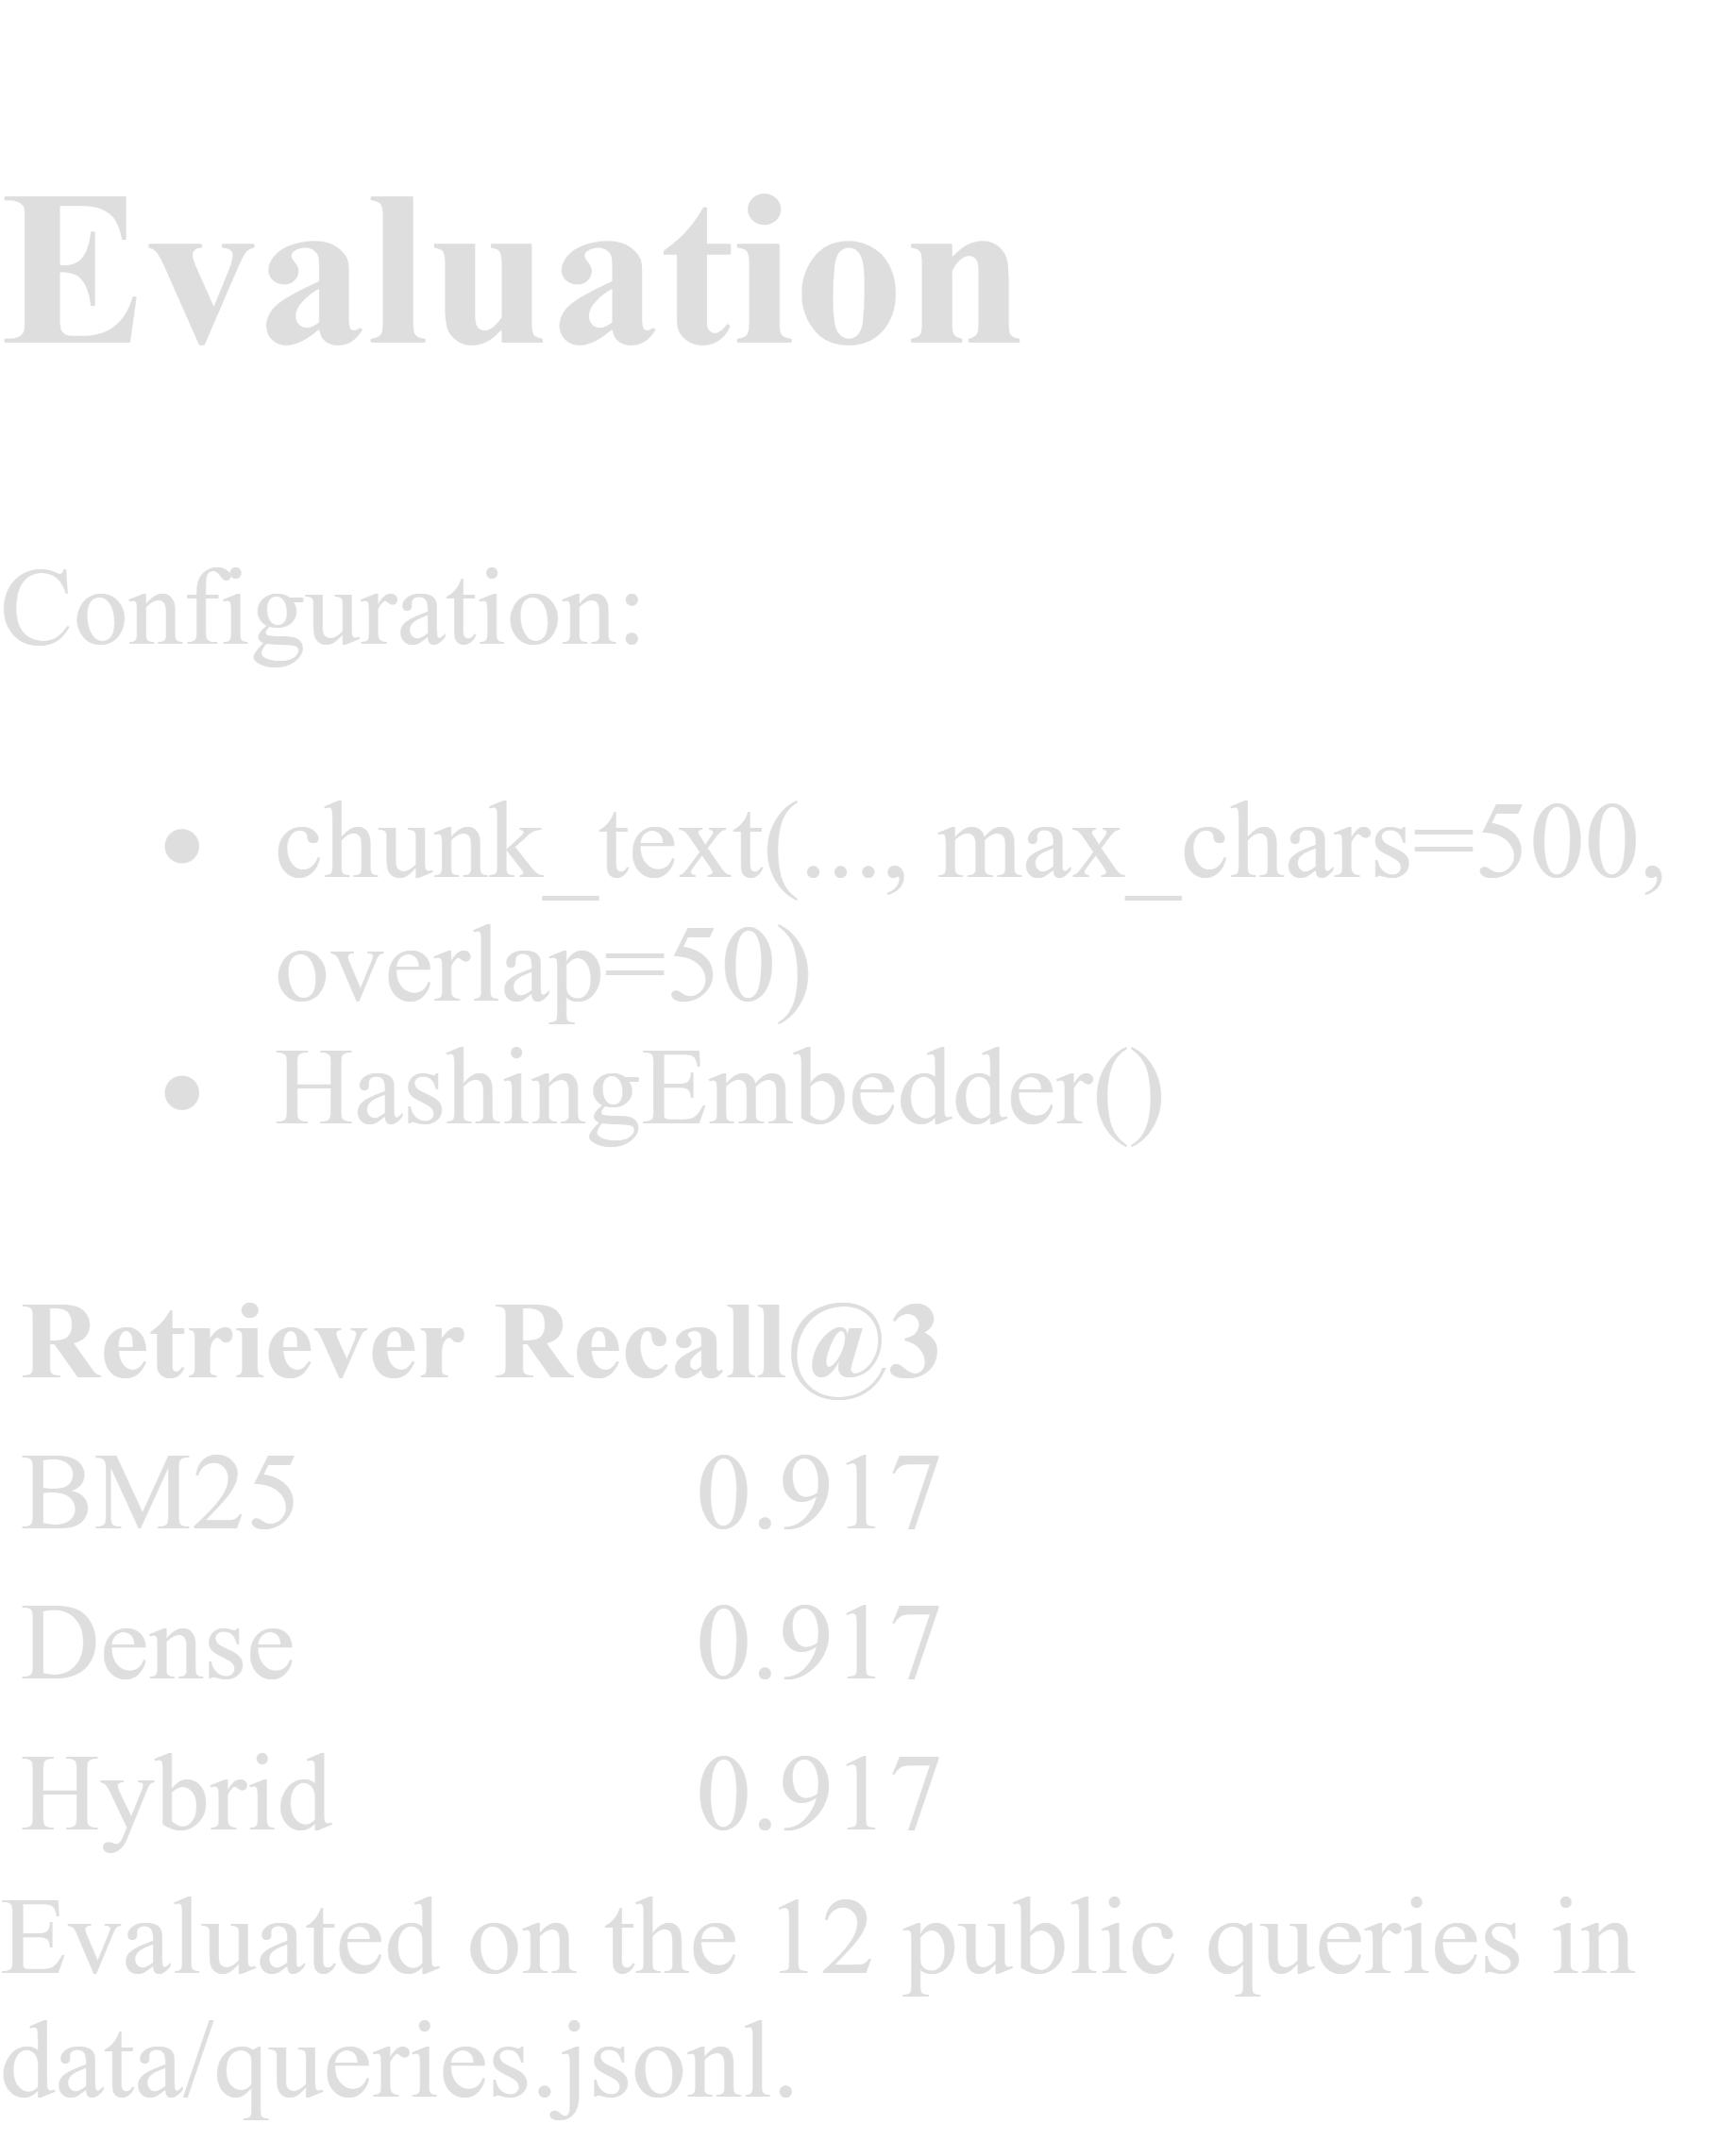 Evaluation
Configuration:
• chunk_text(..., max_chars=500,
overlap=50)
• HashingEmbedder()
Retriever Recall@3
BM25 0.917
Dense 0.917
Hybrid 0.917
Evaluated on the 12 public queries in
data/queries.jsonl.